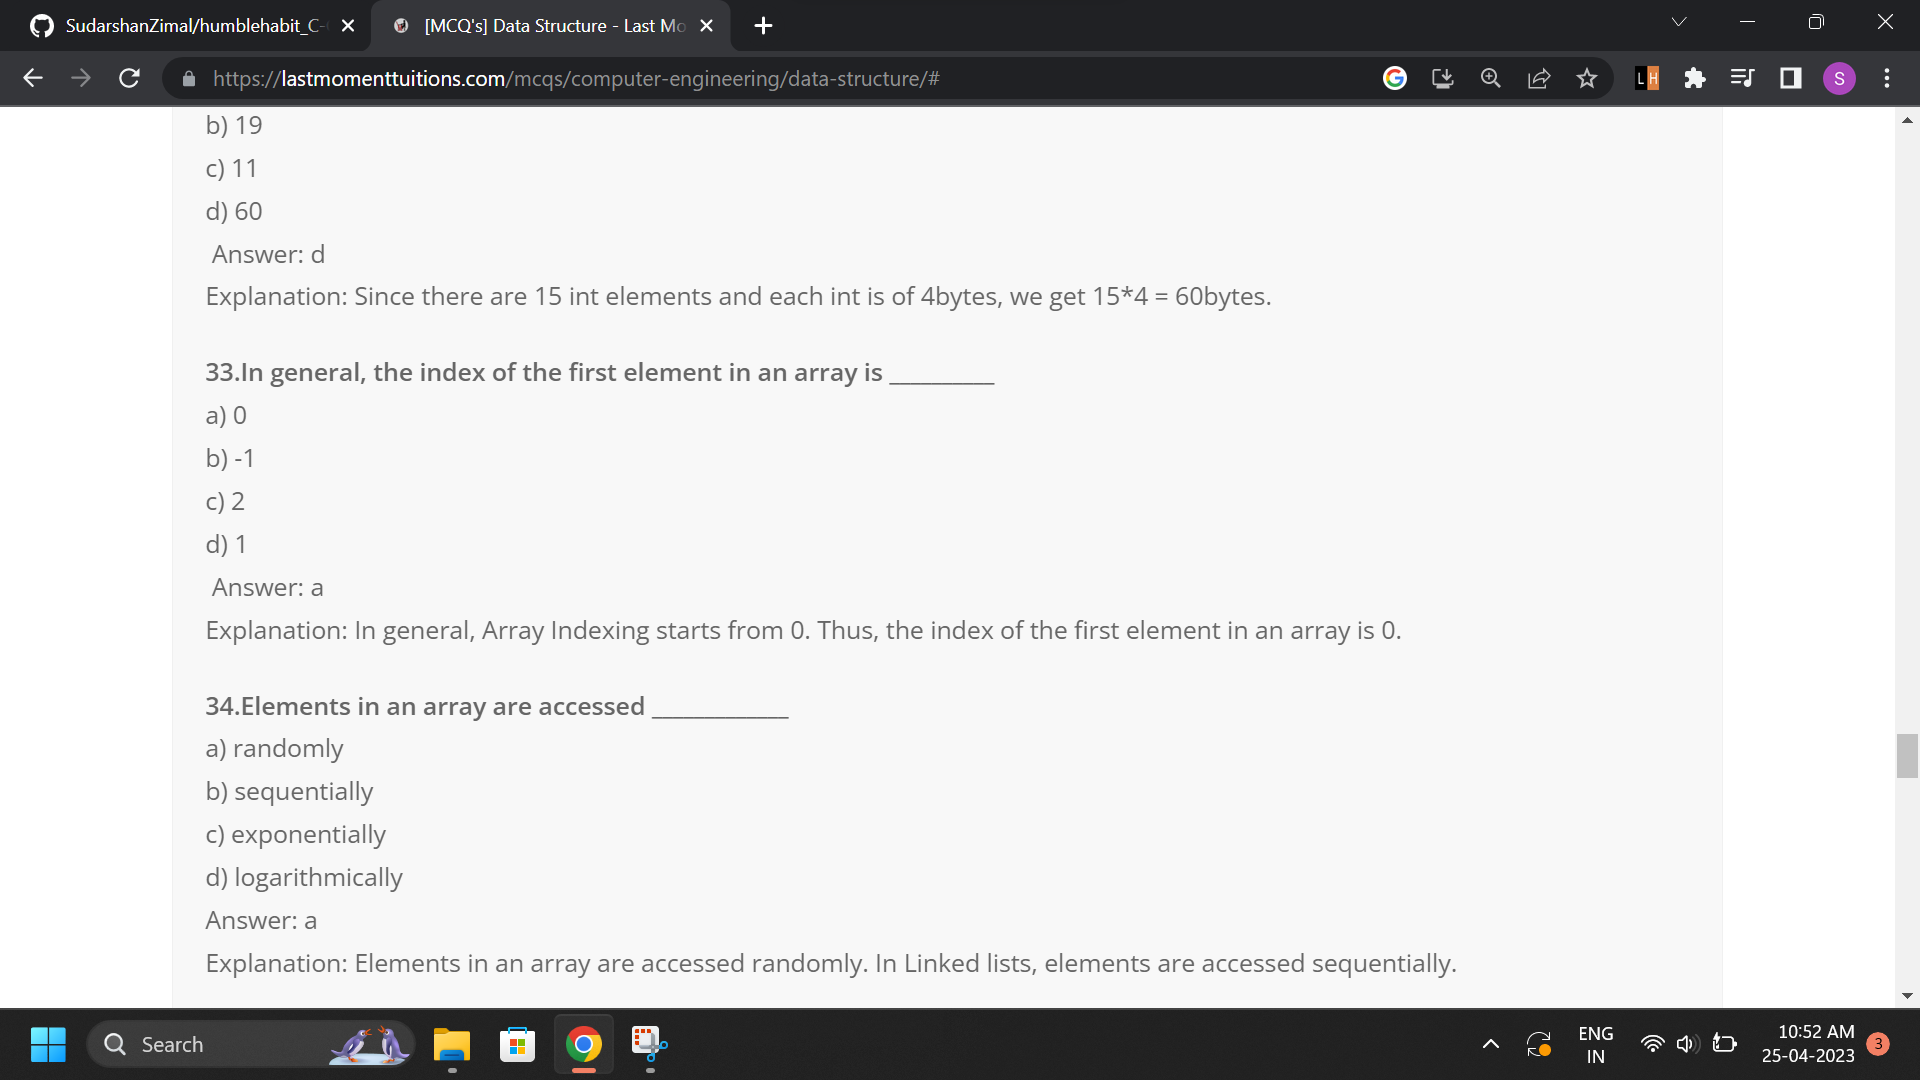 SudarshanZimal/humblehabit_C-
[MCQ's] Data Structure - Last Mo
https://lastmomenttuitions.com/mcqs/computer-engineering/data-structure/#
LH
S
b) 19
c) 11
d) 60
Answer: d
Explanation: Since there are 15 int elements and each int is of 4bytes, we get 15*4 = 60bytes.
33.In general, the index of the first element in an array is __________
a) 0
b) -1
c) 2
d) 1
Answer: a
Explanation: In general, Array Indexing starts from 0. Thus, the index of the first element in an array is 0.
34.Elements in an array are accessed _____________
a) randomly
b) sequentially
c) exponentially
d) logarithmically
Answer: a
Explanation: Elements in an array are accessed randomly. In Linked lists, elements are accessed sequentially.
Search
ENG
IN
10:52 AM
25-04-2023
3